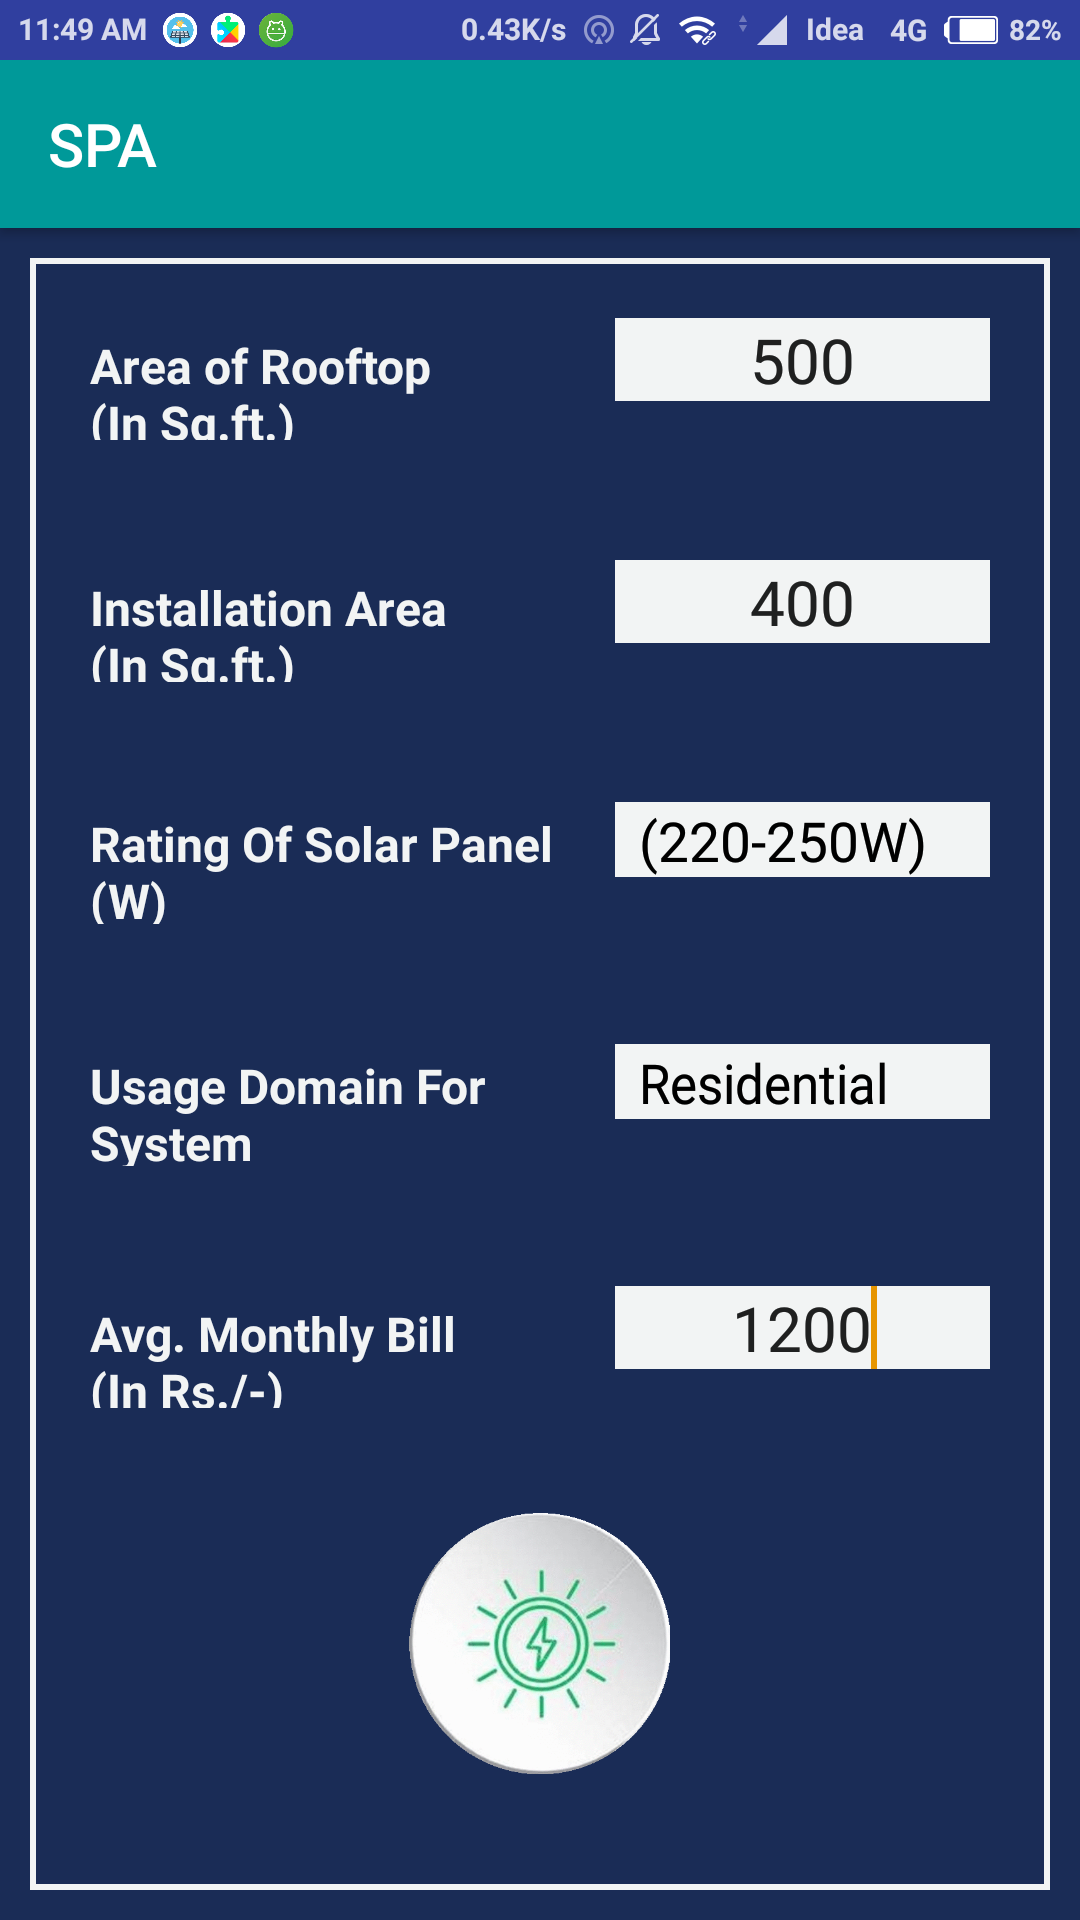 11:49 AM 0.43K/s Idea 4G 82%
SPA
Area of Rooftop
(In Sq.ft.)
500
Installation Area
(In Sq.ft.)
400
Rating Of Solar Panel
(W)
(220-250W)
Usage Domain For
System
Residential
Avg. Monthly Bill
(In Rs./-)
1200